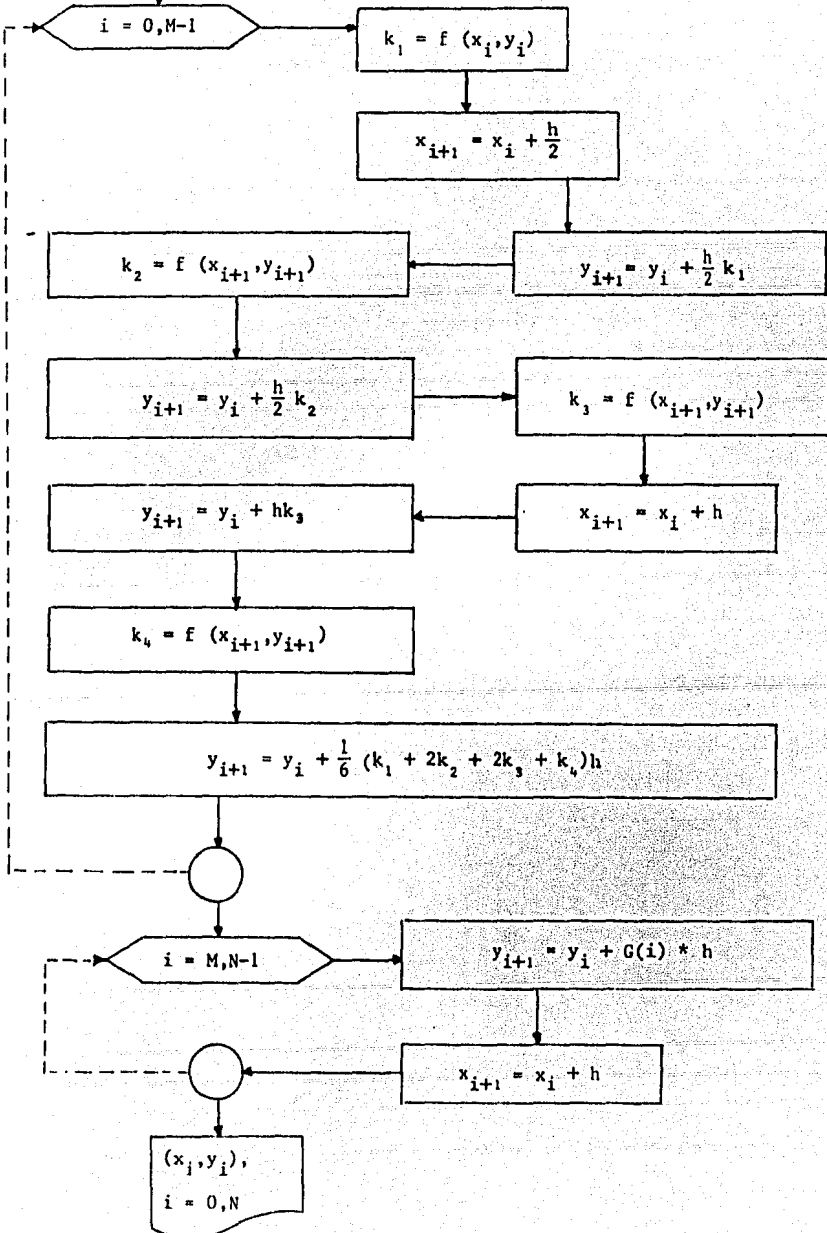 i = 0,M-1
k₁ = f (xᵢ,yᵢ)
xᵢ₊₁ = xᵢ + h/2
yᵢ₊₁ = yᵢ + h/2 k₁
k₂ = f (xᵢ₊₁,yᵢ₊₁)
yᵢ₊₁ = yᵢ + h/2 k₂
k₃ = f (xᵢ₊₁,yᵢ₊₁)
xᵢ₊₁ = xᵢ + h
yᵢ₊₁ = yᵢ + hk₃
k₄ = f (xᵢ₊₁,yᵢ₊₁)
yᵢ₊₁ = yᵢ + 1/6 (k₁ + 2k₂ + 2k₃ + k₄)h
i = M,N-1
yᵢ₊₁ = yᵢ + G(i) * h
xᵢ₊₁ = xᵢ + h
(xᵢ,yᵢ),
i = 0,N